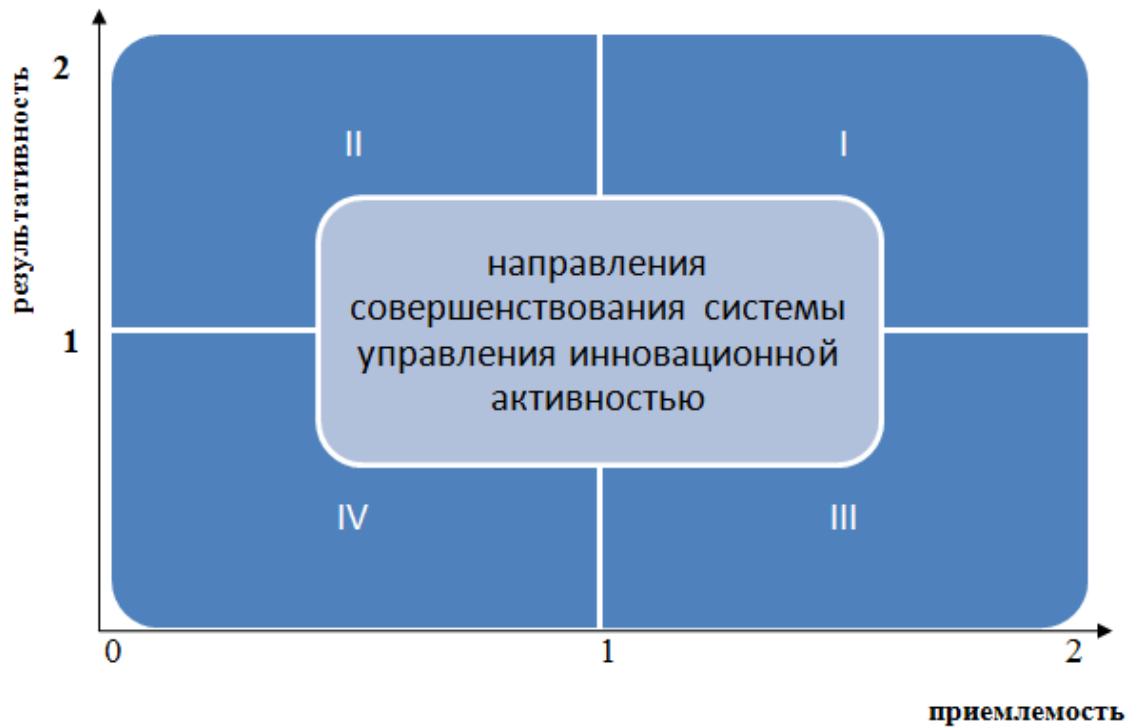 результативность
2
1
II
I
направления
совершенствования системы
управления инновационной
активностью
IV
III
0
1
2
приемлемость